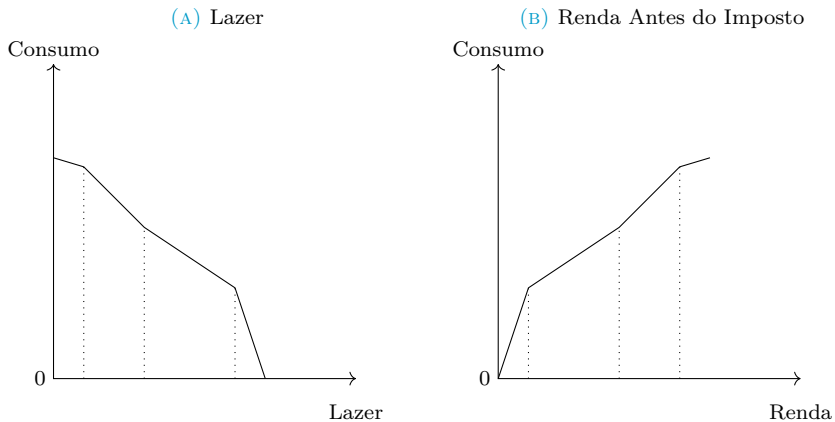 (A) Lazer
Consumo
0
Lazer
(B) Renda Antes do Imposto
Consumo
0
Renda